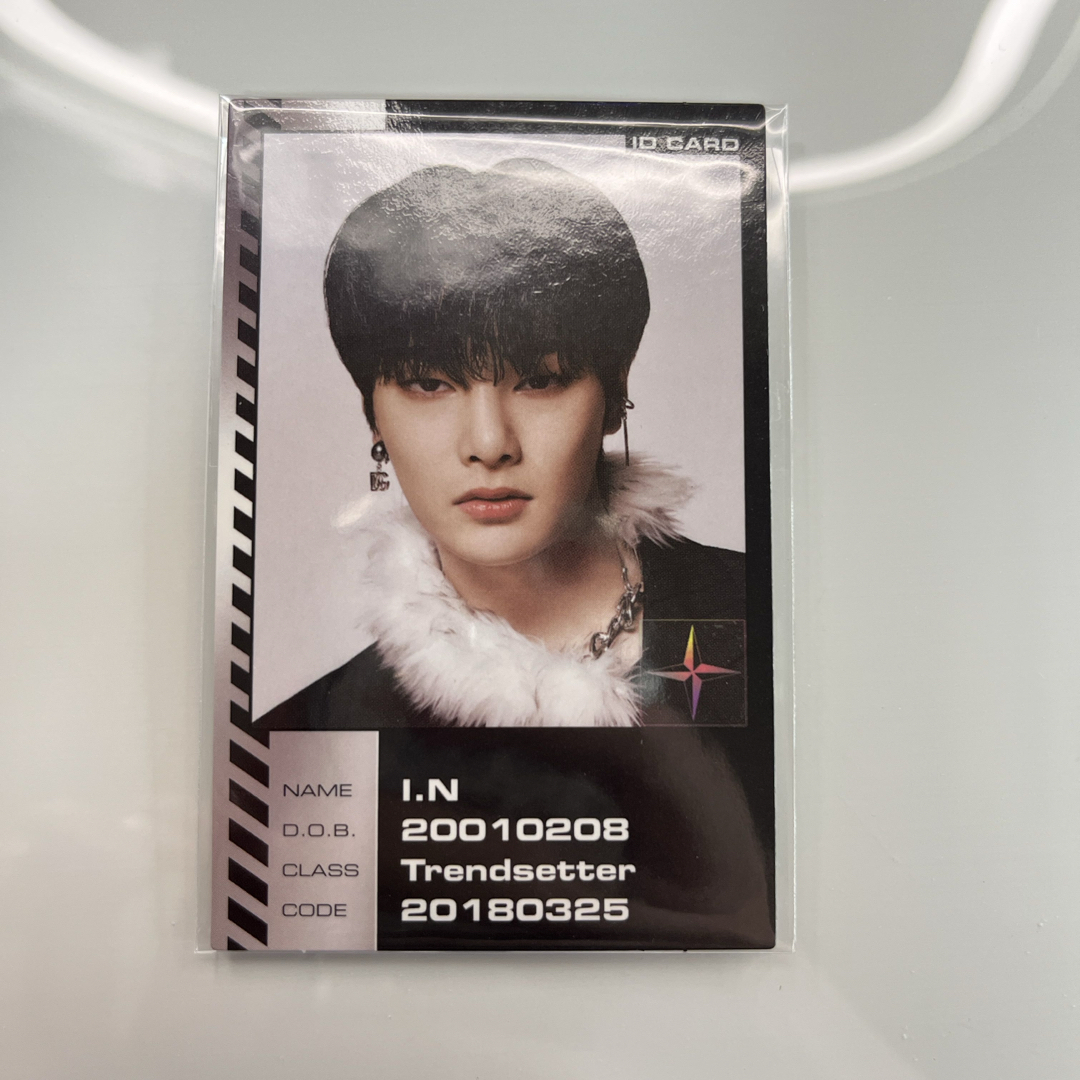 ID CARD
NAME I.N
D.O.B. 20010208
CLASS Trendsetter
CODE 20180325